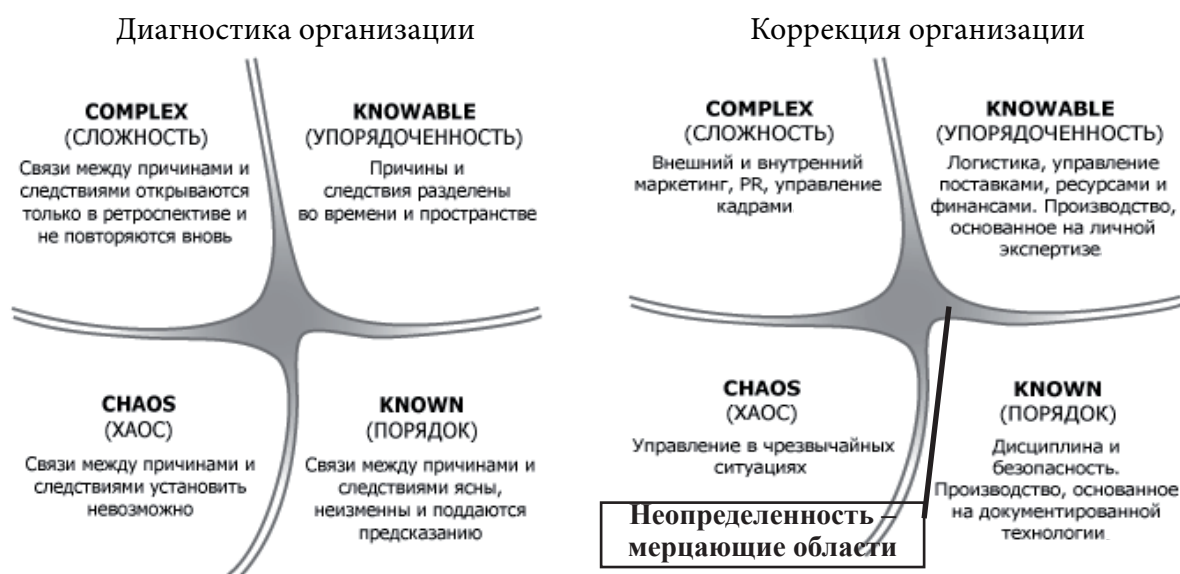 Диагностика организации
COMPLEX
(СЛОЖНОСТЬ)
Связи между причинами и
следствиями открываются
только в ретроспективе и
не повторяются вновь
KNOWABLE
(УПОРЯДОЧЕННОСТЬ)
Причины и
следствия разделены
во времени и пространстве
CHAOS
(ХАОС)
Связи между причинами и
следствиями установить
невозможно
KNOWN
(ПОРЯДОК)
Связи между причинами и
следствиями ясны,
неизменны и поддаются
предсказанию
Коррекция организации
COMPLEX
(СЛОЖНОСТЬ)
Внешний и внутренний
маркетинг, PR, управление
кадрами
KNOWABLE
(УПОРЯДОЧЕННОСТЬ)
Логистика, управление
поставками, ресурсами и
финансами. Производство,
основанное на личной
экспертизе
CHAOS
(ХАОС)
Управление в чрезвычайных
ситуациях
KNOWN
(ПОРЯДОК)
Дисциплина и
безопасность.
Производство, основанное
на документированной
технологии
Неопределенность –
мерцающие области